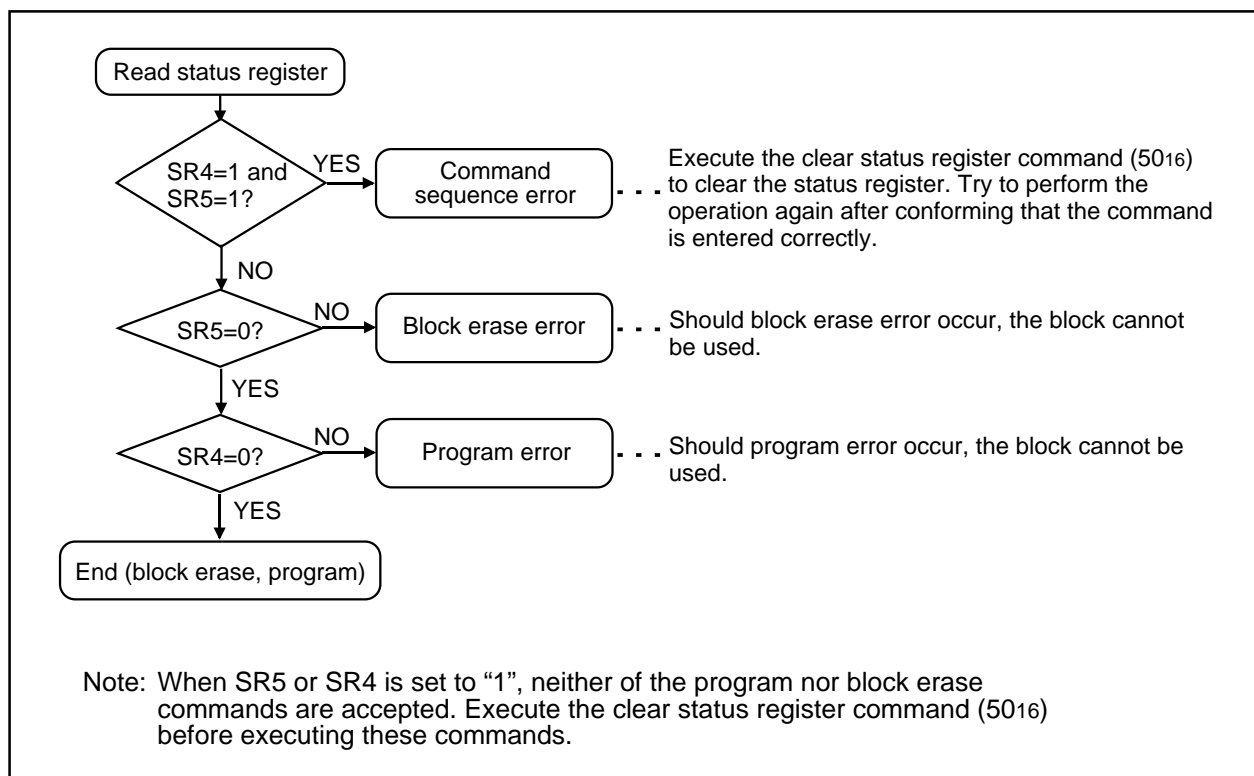 Read status register
SR4=1 and
SR5=1?
YES
Command
sequence error
Execute the clear status register command (5016)
to clear the status register. Try to perform the
operation again after conforming that the command
is entered correctly.
NO
SR5=0?
NO
Block erase error
Should block erase error occur, the block cannot
be used.
YES
SR4=0?
NO
Program error
Should program error occur, the block cannot be
used.
YES
End (block erase, program)
Note: When SR5 or SR4 is set to “1”, neither of the program nor block erase
commands are accepted. Execute the clear status register command (5016)
before executing these commands.